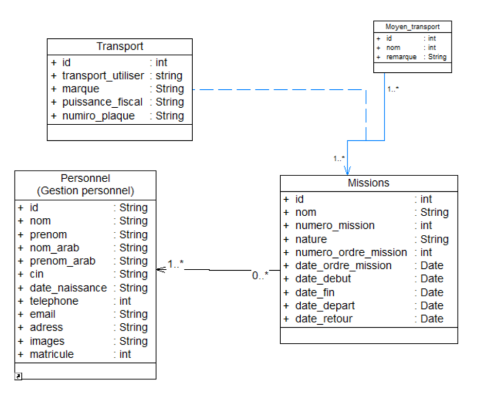 Moyen_transport
+ id : int
+ nom : int
+ remarque : String
Transport
+ id : int
+ transport_utiliser : string
+ marque : String
+ puissance_fiscal : String
+ numiro_plaque : String
1..*
1..*
Personnel
(Gestion personnel)
+ id : String
+ nom : String
+ prenom : String
+ nom_arab : String
+ prenom_arab : String
+ cin : String
+ date_naissance : String
+ telephone : int
+ email : String
+ adress : String
+ images : String
+ matricule : int
1..*
0..*
Missions
+ id : int
+ nom : String
+ numero_mission : int
+ nature : String
+ numero_ordre_mission : int
+ date_ordre_mission : Date
+ date_debut : Date
+ date_fin : Date
+ date_depart : Date
+ date_retour : Date